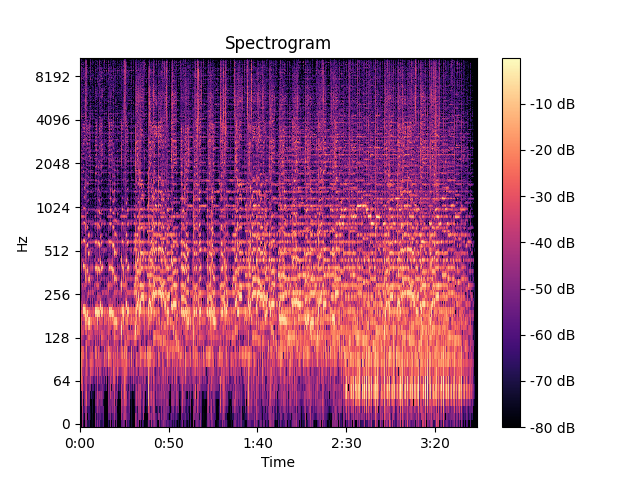 Spectrogram
8192
4096
2048
1024
512
256
128
64
0
Hz
0:00 0:50 1:40 2:30 3:20
Time
-10 dB
-20 dB
-30 dB
-40 dB
-50 dB
-60 dB
-70 dB
-80 dB